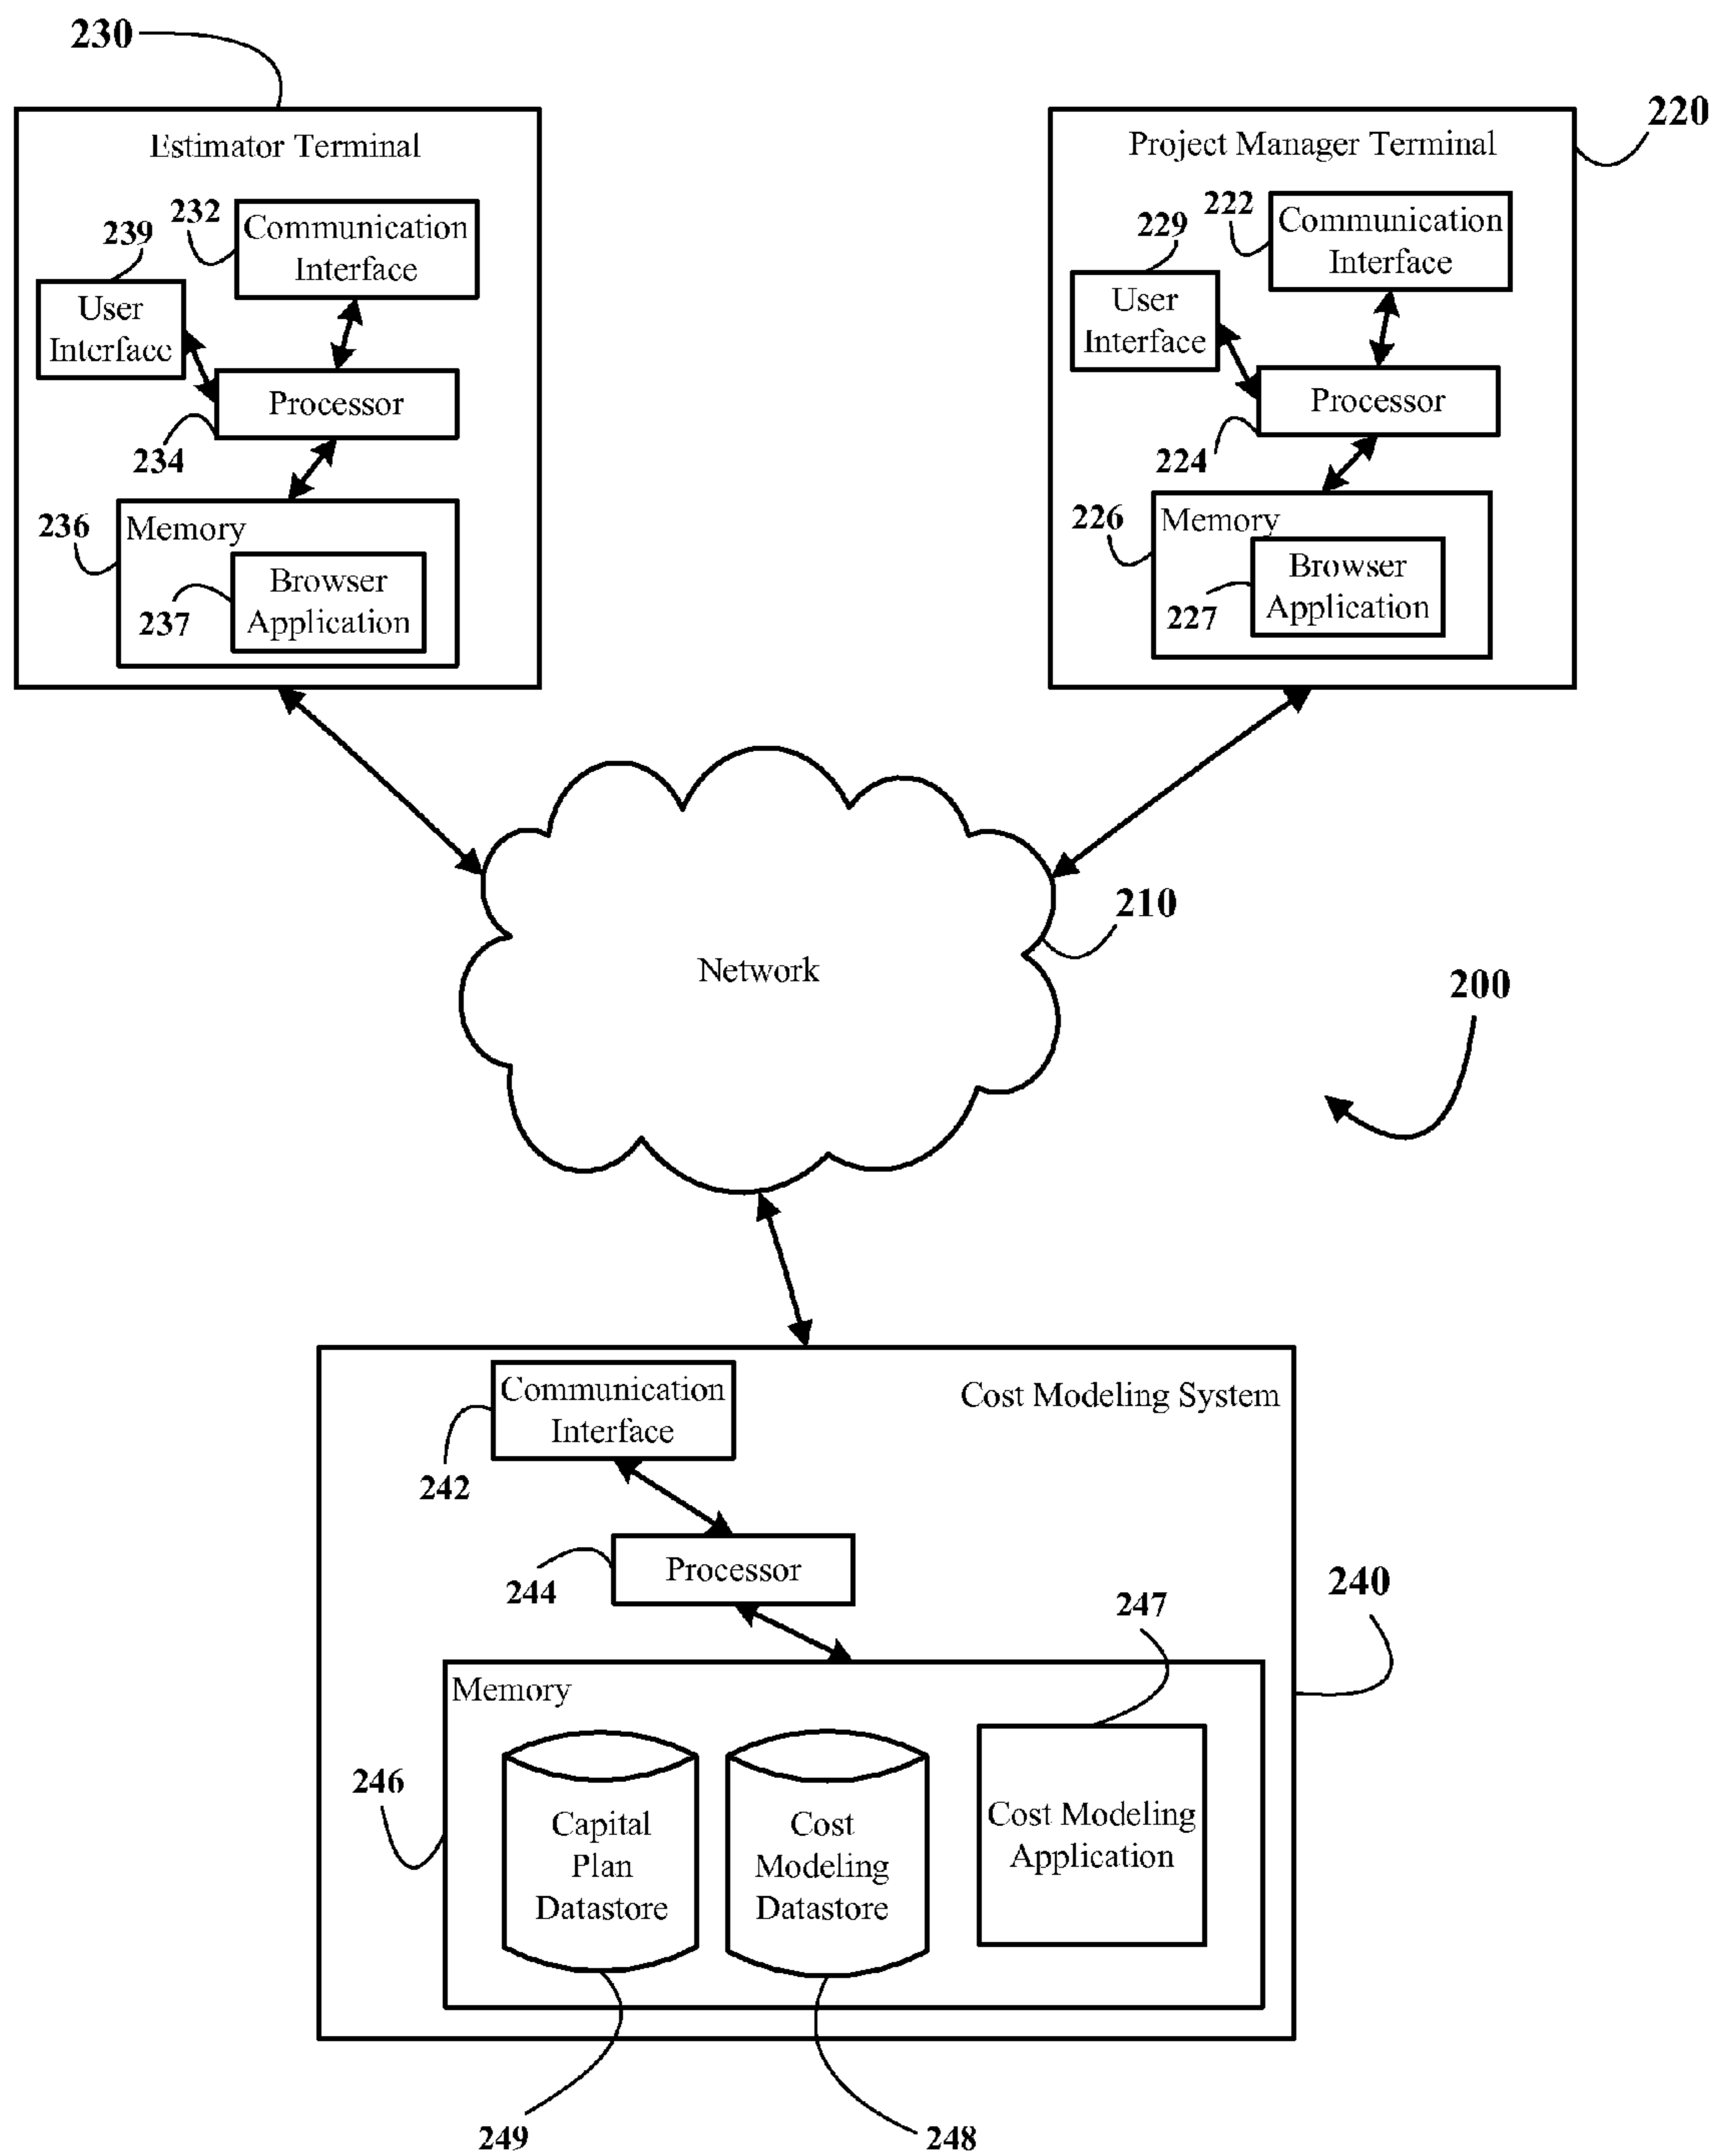 230
Estimator Terminal
232
Communication
Interface
239
User
Interface
Processor
234
236
Memory
Browser
Application
237
220
Project Manager Terminal
222
Communication
Interface
229
User
Interface
Processor
224
226
Memory
Browser
Application
227
Network
210
200
Communication
Interface
Cost Modeling System
242
Processor
244
240
247
Memory
246
Capital
Plan
Datastore
Cost
Modeling
Datastore
Cost Modeling
Application
249
248